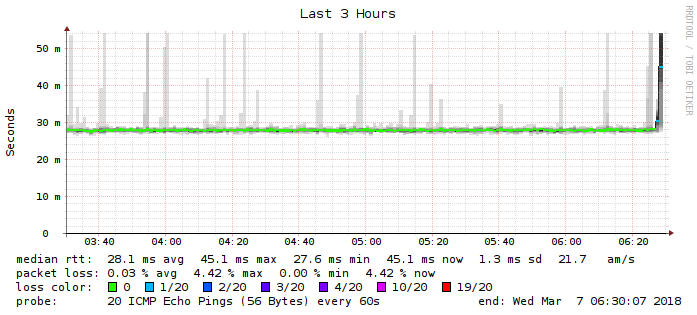 Last 3 Hours
RRDTOOL / TOBI OETIKER
Seconds
50 m
40 m
30 m
20 m
10 m
0
03:40 04:00 04:20 04:40 05:00 05:20 05:40 06:00 06:20
median rtt: 28.1 ms avg 45.1 ms max 27.6 ms min 45.1 ms now 1.3 ms sd 21.7 am/s
packet loss: 0.03 % avg 4.42 % max 0.00 % min 4.42 % now
loss color: 0 1/20 2/20 3/20 4/20 10/20 19/20
probe: 20 ICMP Echo Pings (56 Bytes) every 60s end: Wed Mar 7 06:30:07 2018